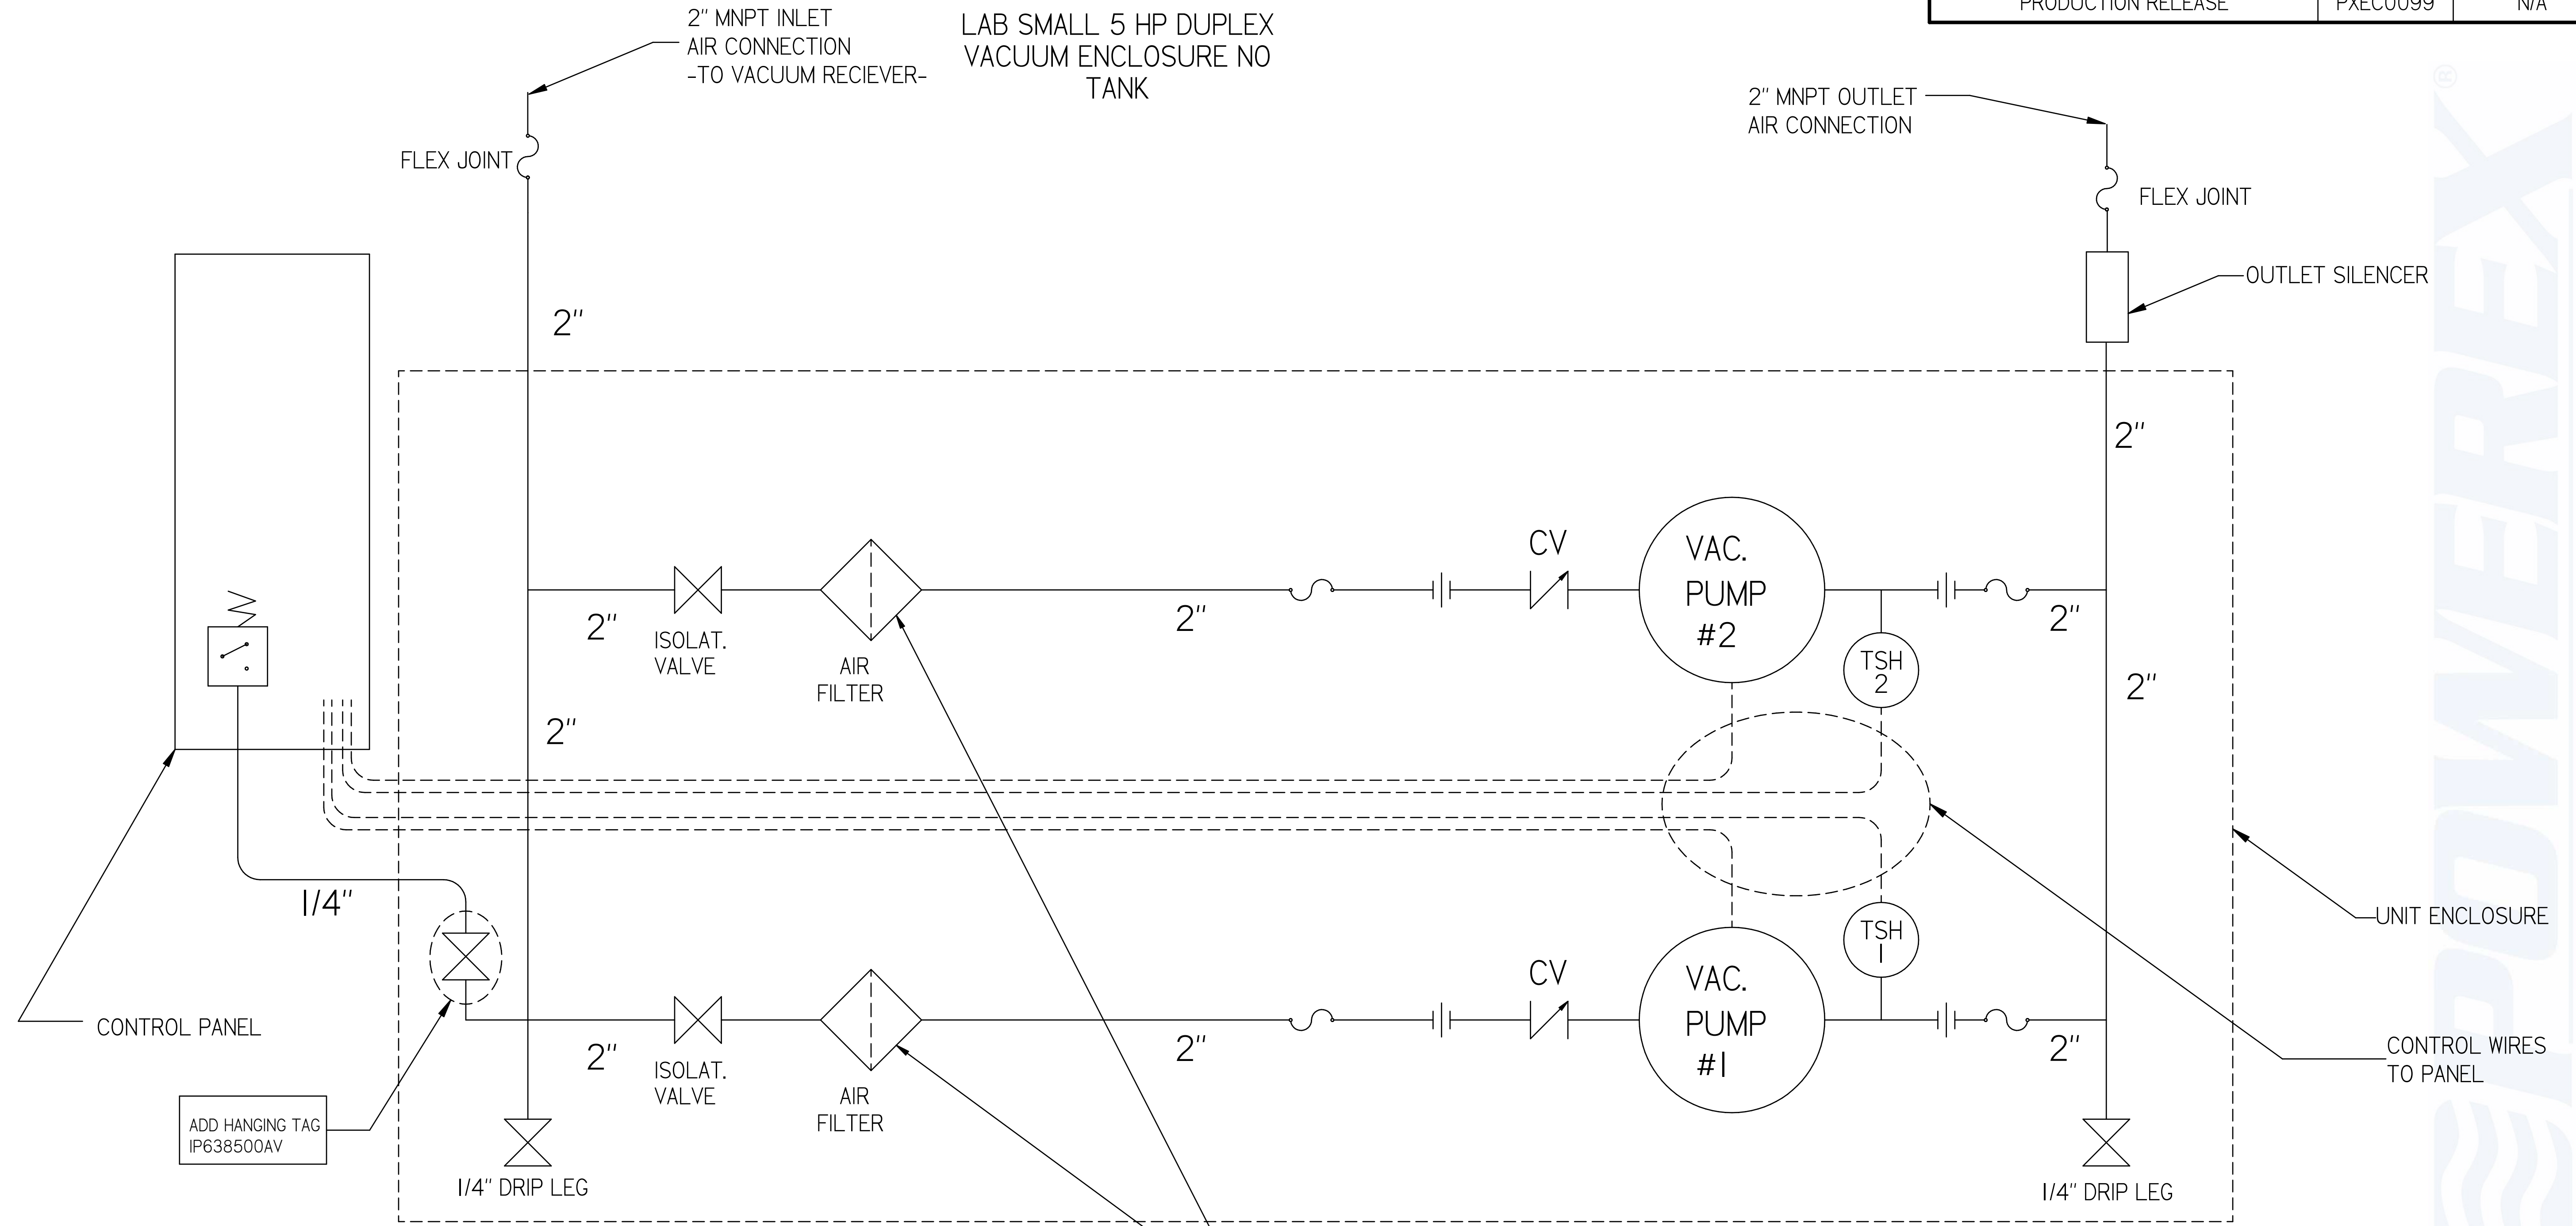 PRODUCTION RELEASE PXEC0099 N/A
LAB SMALL 5 HP DUPLEX
VACUUM ENCLOSURE NO
TANK
2" MNPT INLET
AIR CONNECTION
-TO VACUUM RECIEVER-
2" MNPT OUTLET
AIR CONNECTION
FLEX JOINT
FLEX JOINT
OUTLET SILENCER
2"
2"
CV
VAC.
PUMP
#2
2"
ISOLAT.
VALVE
AIR
FILTER
2"
TSH
2
2"
2"
2"
1/4"
CONTROL PANEL
ADD HANGING TAG
IP638500AV
2"
ISOLAT.
VALVE
AIR
FILTER
2"
CV
VAC.
PUMP
#1
TSH
1
2"
UNIT ENCLOSURE
CONTROL WIRES
TO PANEL
1/4" DRIP LEG
1/4" DRIP LEG
POWEREX®